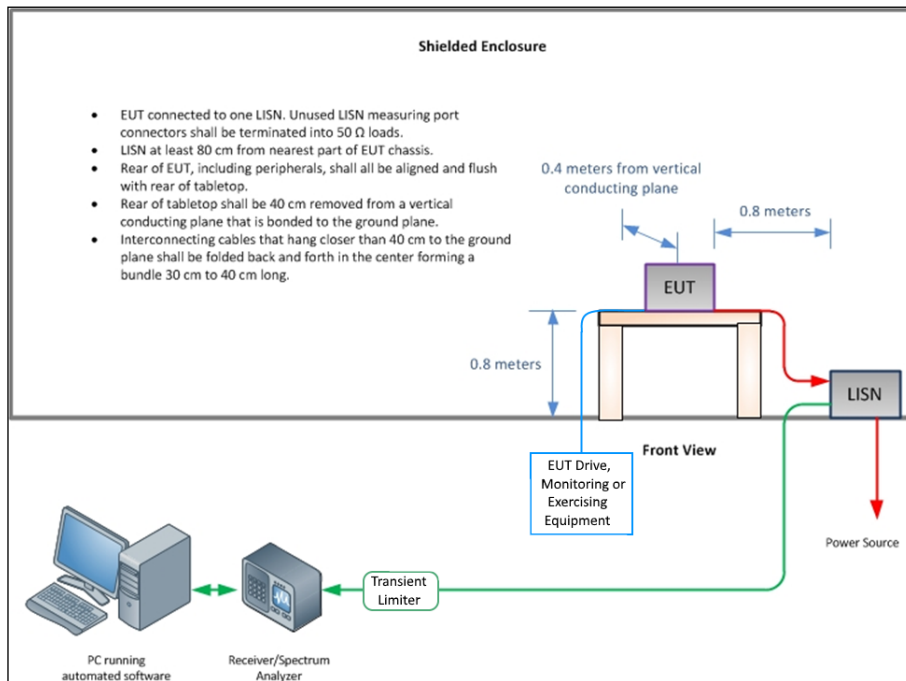 Shielded Enclosure
• EUT connected to one LISN. Unused LISN measuring port
connectors shall be terminated into 50 Ω loads.
• LISN at least 80 cm from nearest part of EUT chassis.
• Rear of EUT, including peripherals, shall all be aligned and flush
with rear of tabletop.
• Rear of tabletop shall be 40 cm removed from a vertical
conducting plane that is bonded to the ground plane.
• Interconnecting cables that hang closer than 40 cm to the ground
plane shall be folded back and forth in the center forming a
bundle 30 cm to 40 cm long.
0.4 meters from vertical
conducting plane
0.8 meters
EUT
0.8 meters
LISN
Front View
EUT Drive,
Monitoring or
Exercising
Equipment
Power Source
Transient
Limiter
PC running
automated software
Receiver/Spectrum
Analyzer